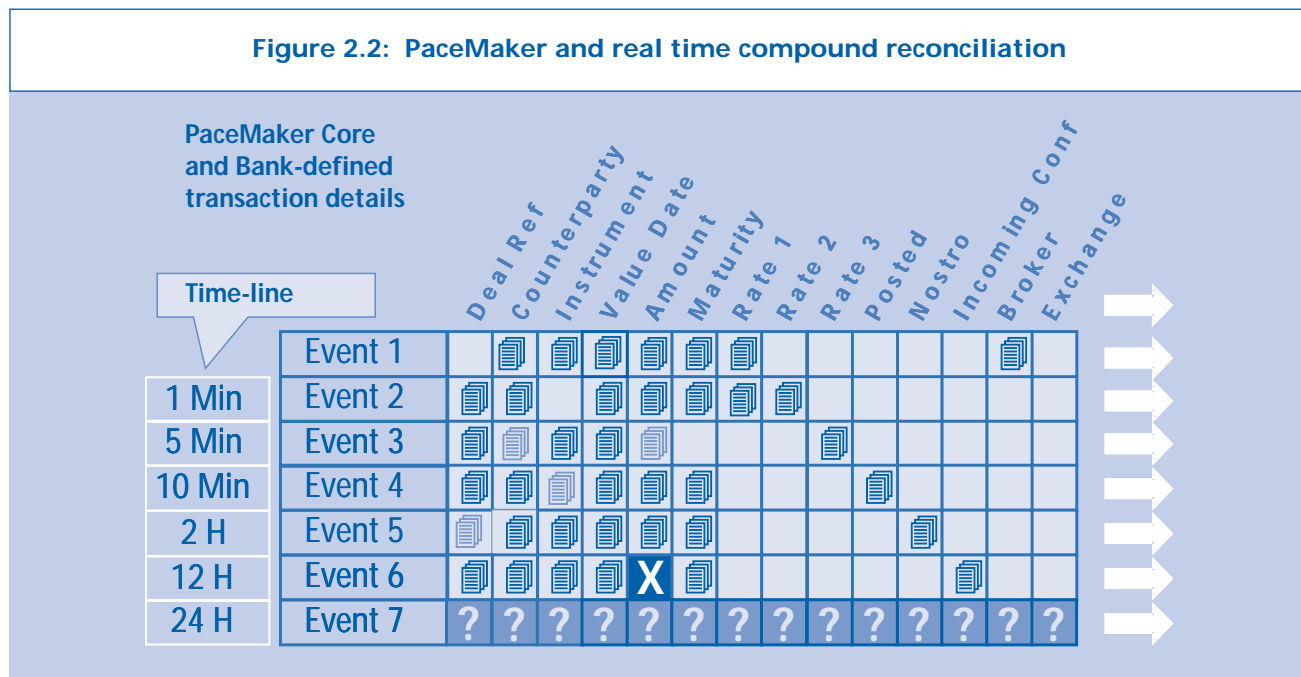 Figure 2.2: PaceMaker and real time compound reconciliation
PaceMaker Core
and Bank-defined
transaction details
Deal Ref
Counterparty
Instrument
Value Date
Amount
Maturity
Rate 1
Rate 2
Rate 3
Posted
Nostro
Incoming Conf
Broker
Exchange
Time-line
Event 1
1 Min Event 2
5 Min Event 3
10 Min Event 4
2 H Event 5
12 H Event 6 X
24 H Event 7 ? ? ? ? ? ? ? ? ? ? ? ? ? ?